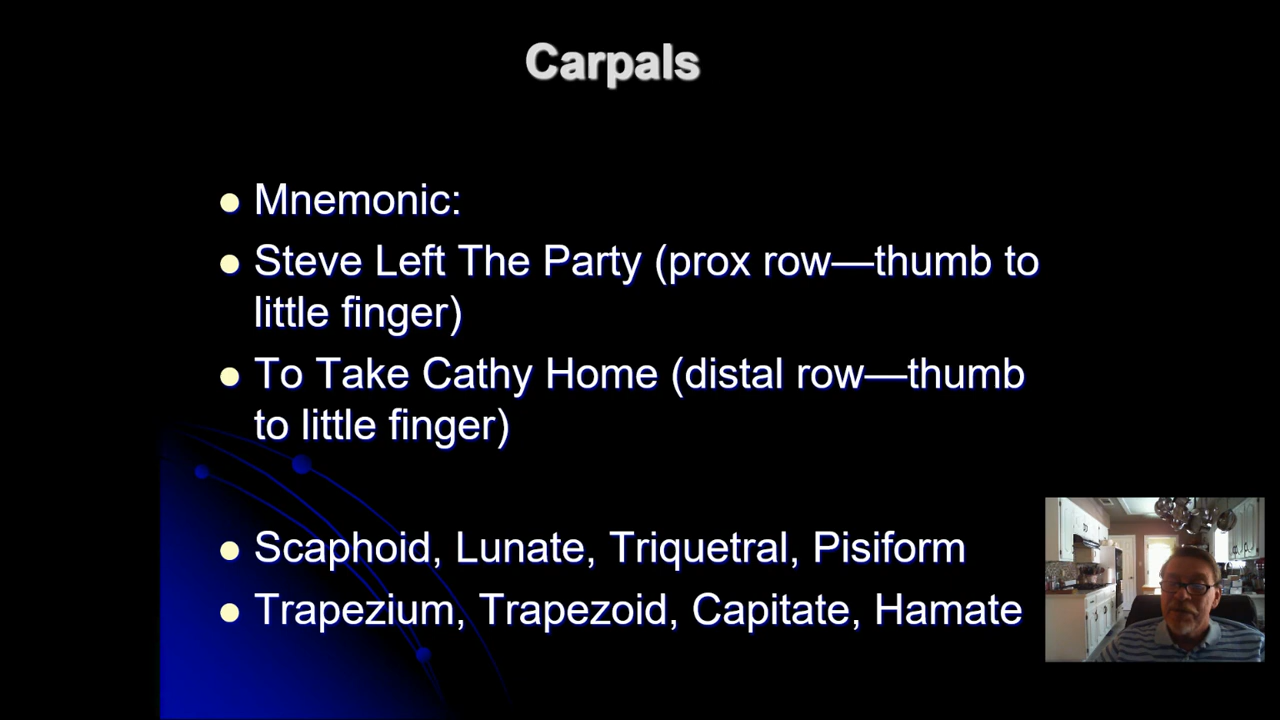 Carpals
Mnemonic:
Steve Left The Party (prox row—thumb to
little finger)
To Take Cathy Home (distal row—thumb
to little finger)
Scaphoid, Lunate, Triquetral, Pisiform
Trapezium, Trapezoid, Capitate, Hamate